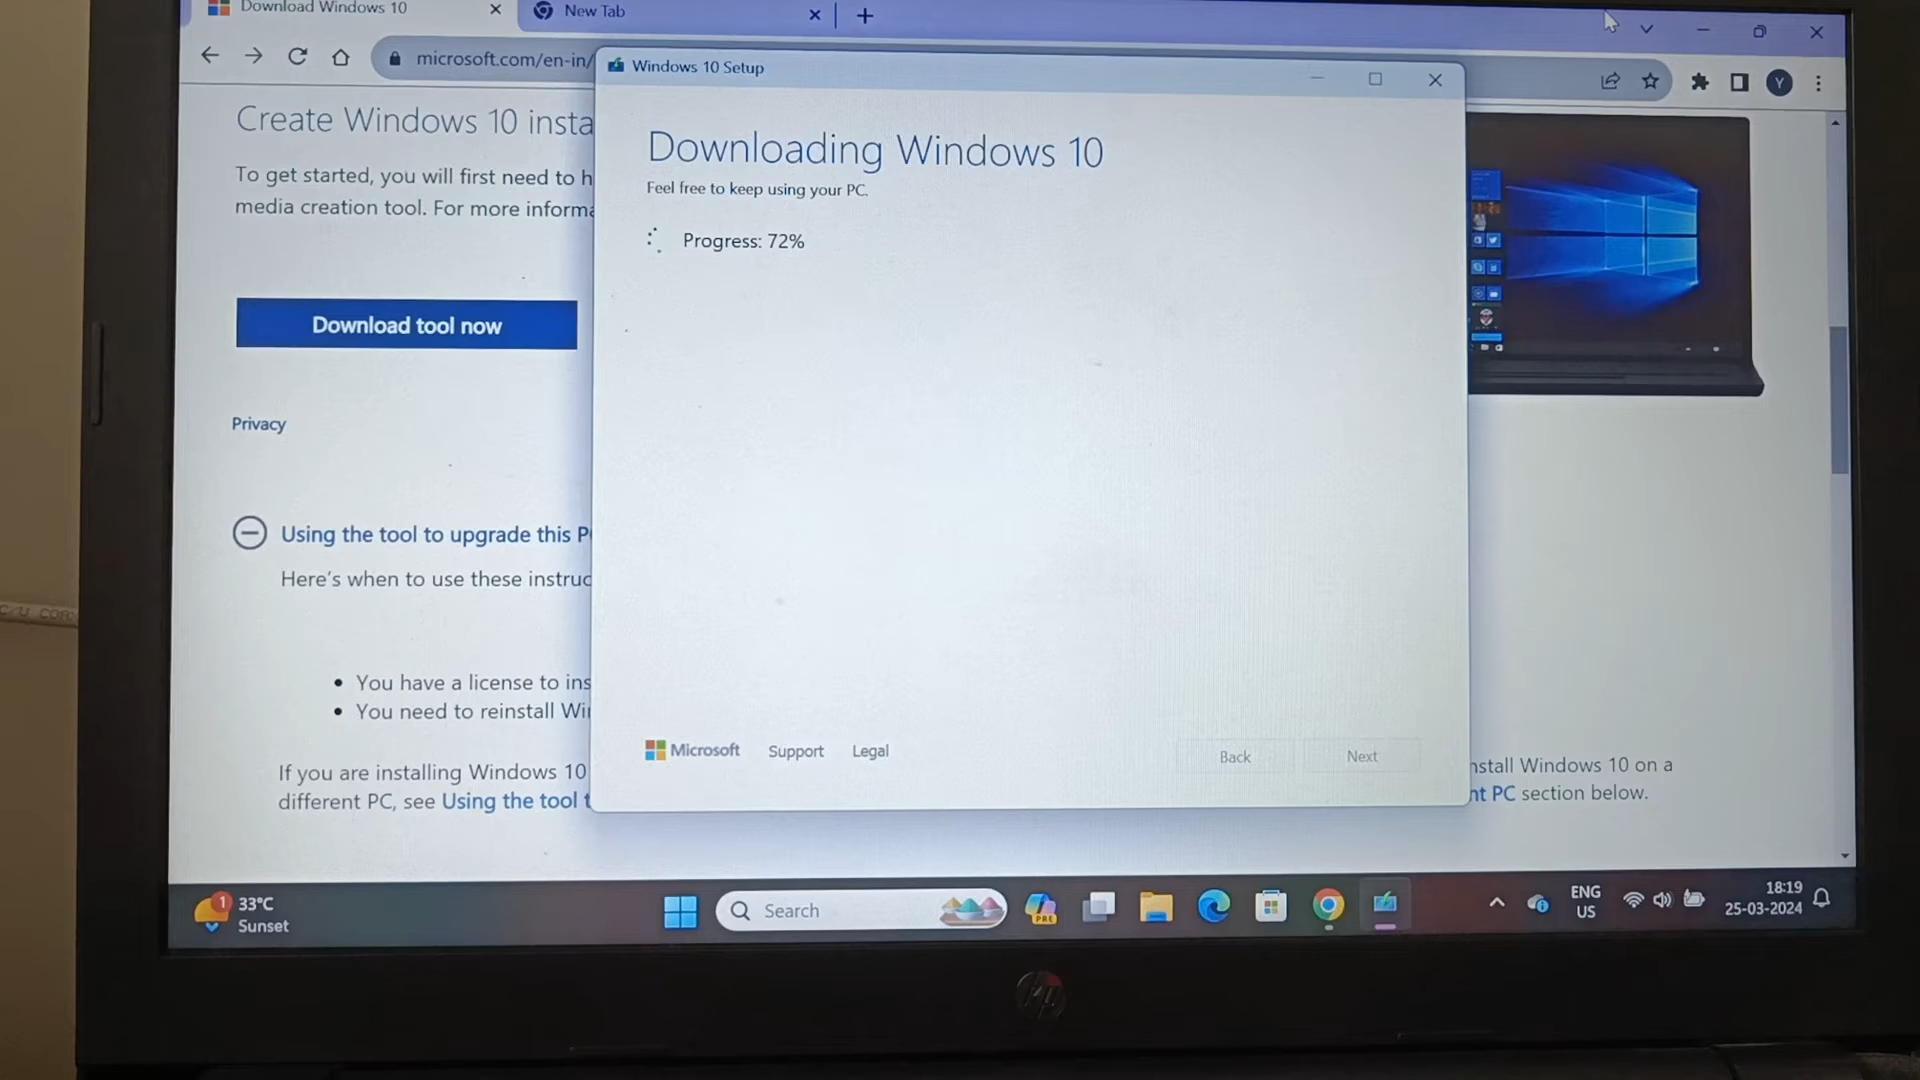 Download Windows 10
New Tab
microsoft.com/en-in/
Y
Windows 10 Setup
Create Windows 10 insta
To get started, you will first need to h
media creation tool. For more informa
Download tool now
Privacy
Using the tool to upgrade this P
Here's when to use these instruc
You have a license to ins
You need to reinstall Wi
If you are installing Windows 10
different PC, see Using the tool t
Downloading Windows 10
Feel free to keep using your PC.
Progress: 72%
Microsoft
Support
Legal
Back
Next
nstall Windows 10 on a
nt PC section below.
1
33°C
Sunset
Search
PRE
ENG
US
18:19
25-03-2024
hp